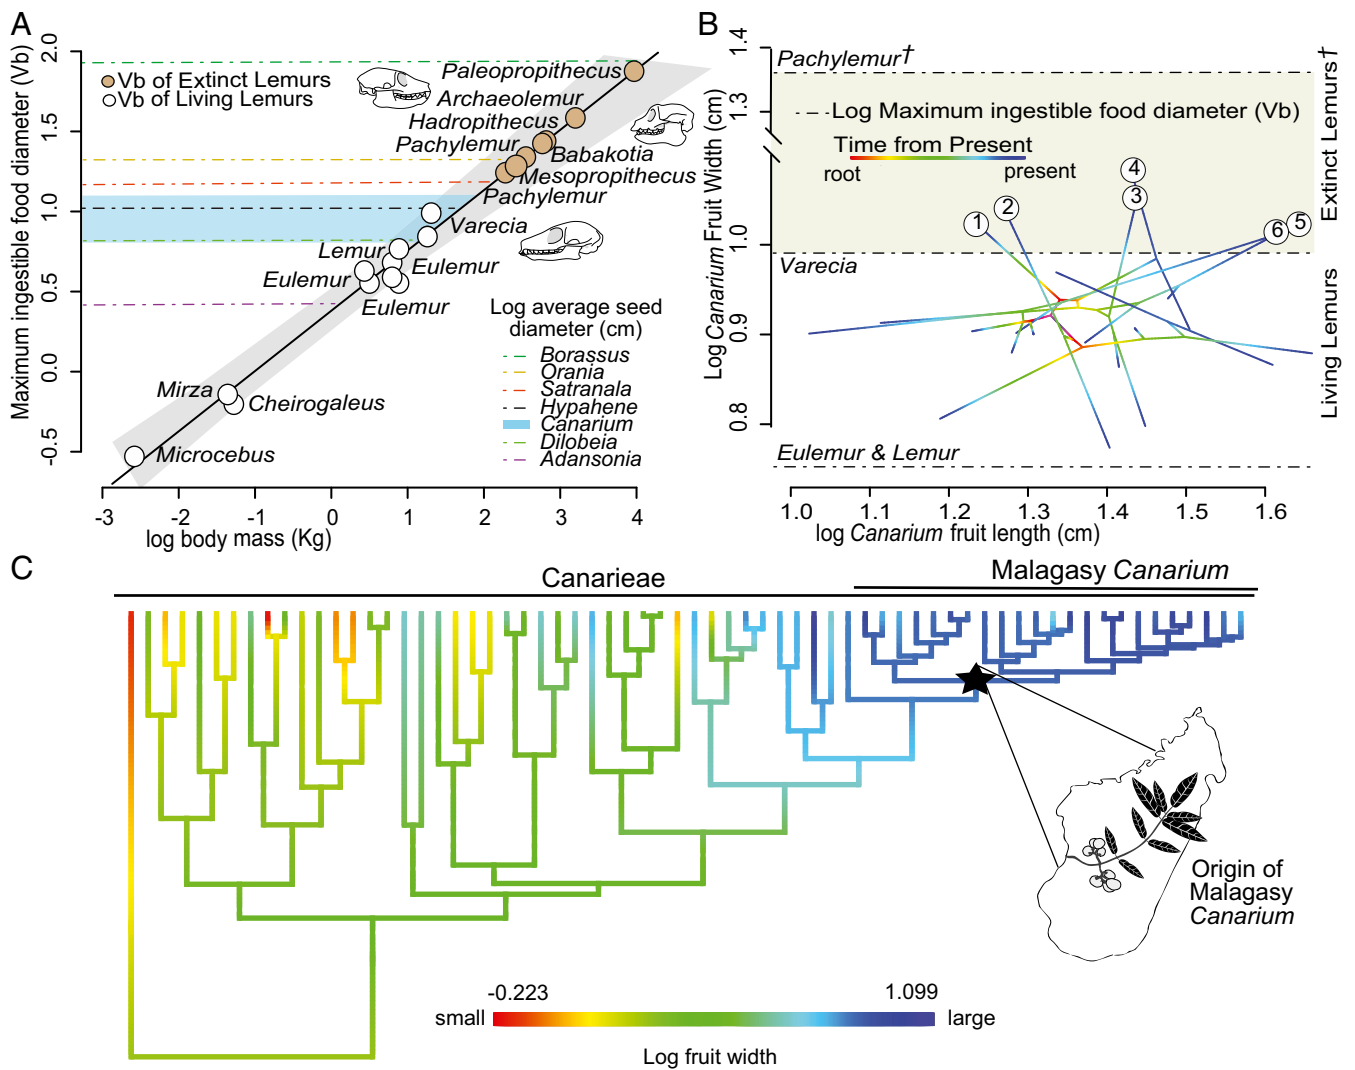 A
Maximum ingestible food diameter (Vb)
2.0
1.5
1.0
0.5
0.0
-0.5
Vb of Extinct Lemurs
Vb of Living Lemurs
Paleopropithecus
Archaeolemur
Hadropithecus
Pachylemur
Babakotia
Mesopropithecus
Pachylemur
Varecia
Lemur
Eulemur
Eulemur
Eulemur
Mirza
Cheirogaleus
Microcebus
Log average seed
diameter (cm)
Borassus
Orania
Satranala
Hypahene
Canarium
Dilobeia
Adansonia
-3 -2 -1 0 1 2 3 4
log body mass (Kg)
B
Log Canarium Fruit Width (cm)
1.4
1.3
1.0
0.9
0.8
Pachylemur†
Log Maximum ingestible food diameter (Vb)
Time from Present
root present
1 2 3 4 5 6
Varecia
Eulemur & Lemur
Extinct Lemurs†
Living Lemurs
1.0 1.1 1.2 1.3 1.4 1.5 1.6
log Canarium fruit length (cm)
C
Canarieae
Malagasy Canarium
Origin of
Malagasy
Canarium
-0.223 1.099
small large
Log fruit width